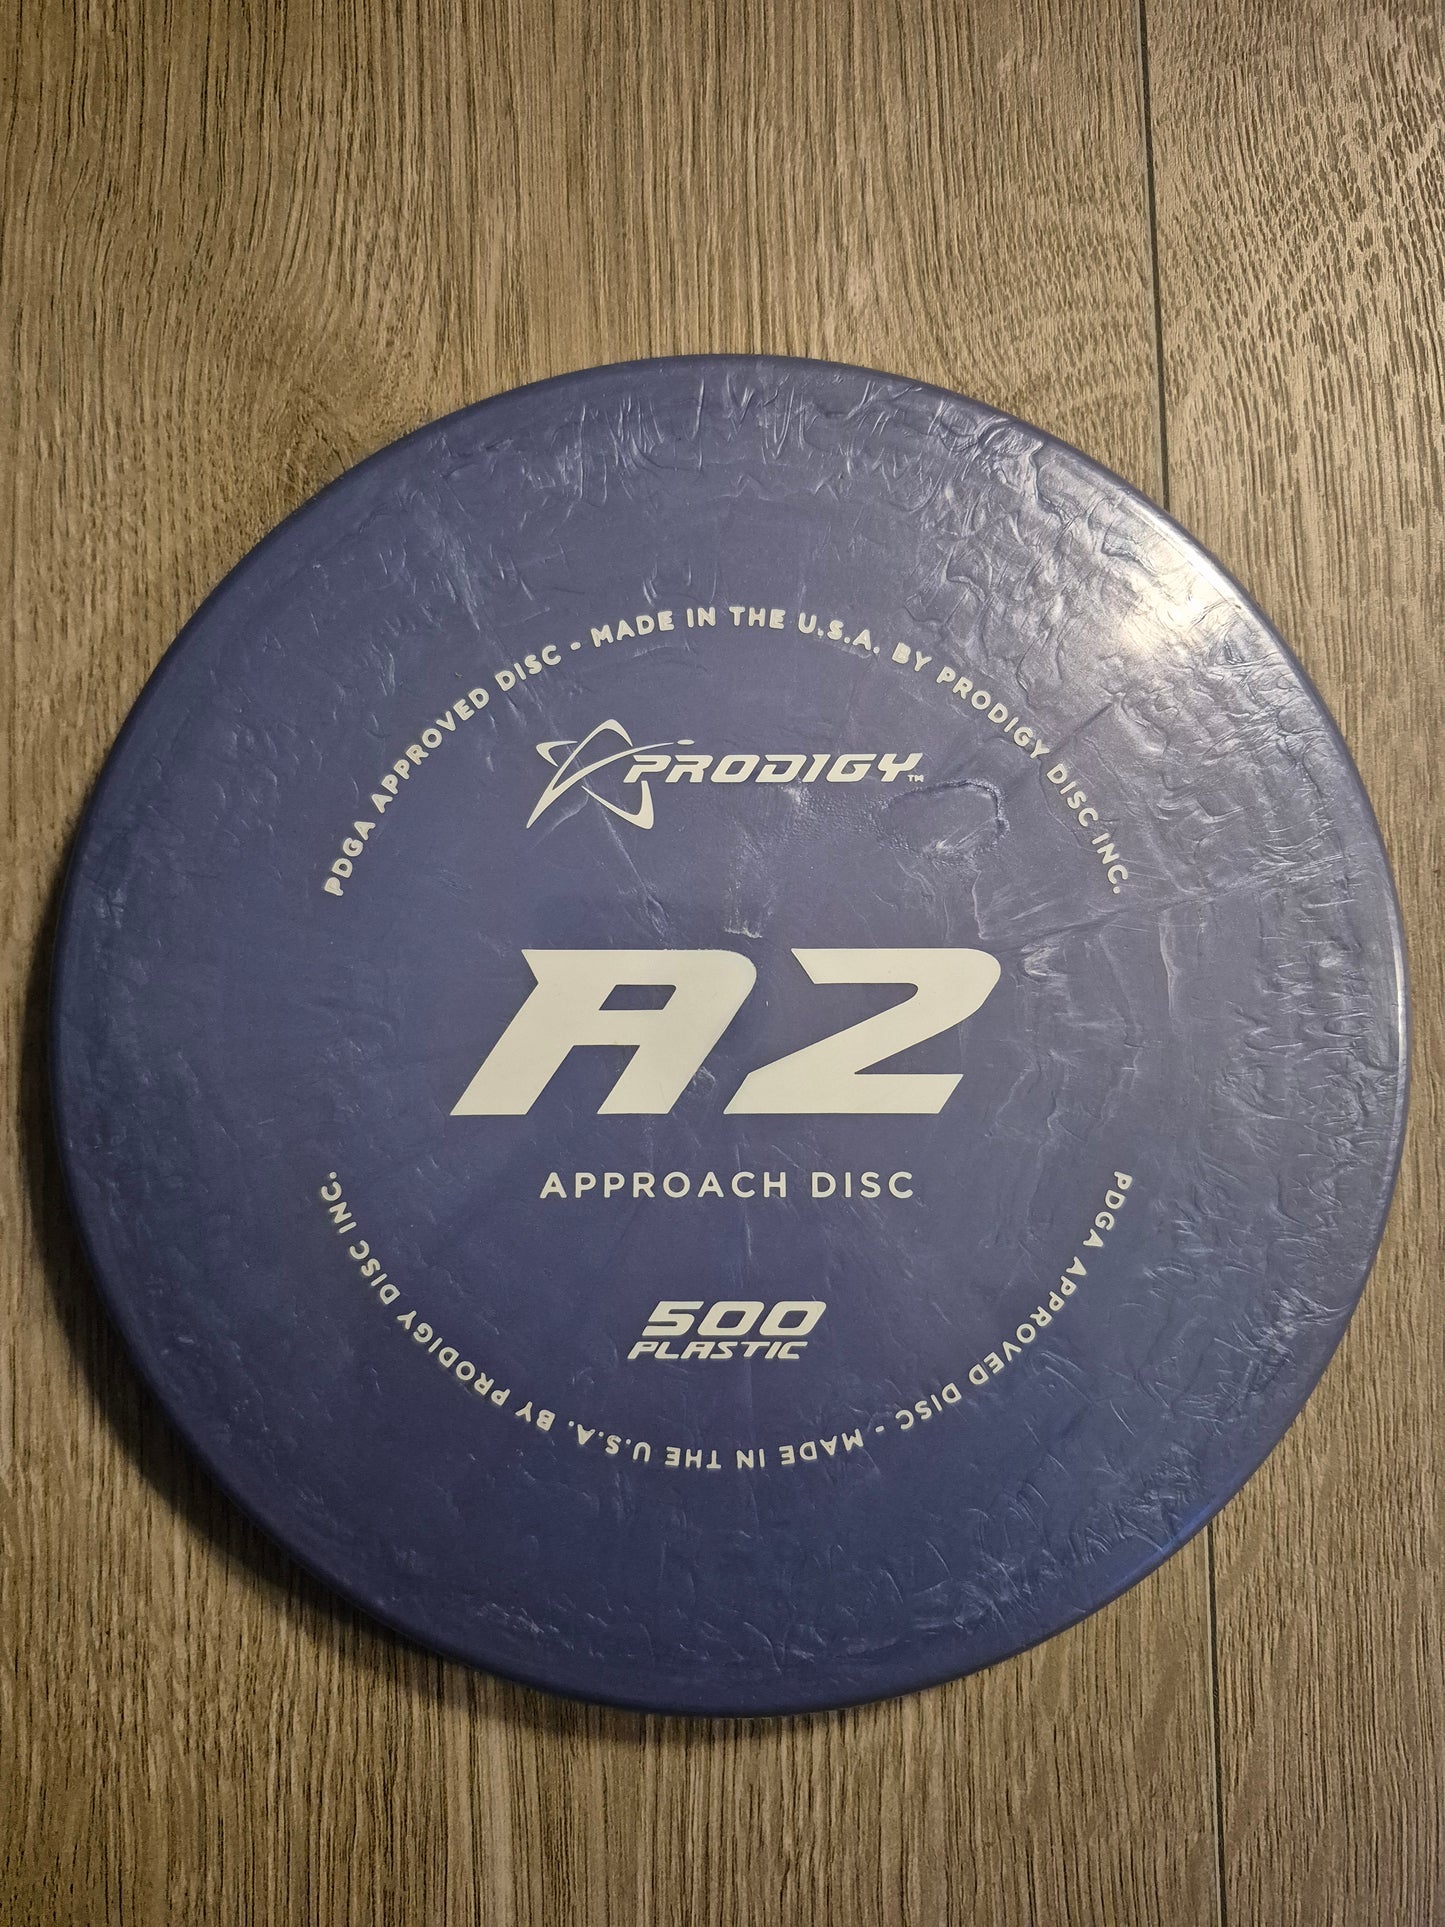 PDGA APPROVED DISC - MADE IN THE U.S.A. BY PRODIGY DISC INC.
PRODIGY™
A2
APPROACH DISC
500
PLASTIC
PDGA APPROVED DISC - MADE IN THE U.S.A. BY PRODIGY DISC INC.